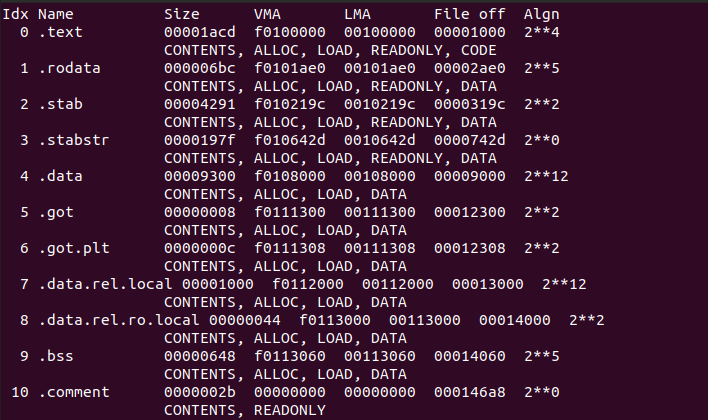 Idx Name          Size      VMA       LMA       File off  Algn
  0 .text         00001acd  f0100000  00100000  00001000  2**4
                  CONTENTS, ALLOC, LOAD, READONLY, CODE
  1 .rodata       000006bc  f0101ae0  00101ae0  00002ae0  2**5
                  CONTENTS, ALLOC, LOAD, READONLY, DATA
  2 .stab         00004291  f010219c  0010219c  0000319c  2**2
                  CONTENTS, ALLOC, LOAD, READONLY, DATA
  3 .stabstr      0000197f  f010642d  0010642d  0000742d  2**0
                  CONTENTS, ALLOC, LOAD, READONLY, DATA
  4 .data         00009300  f0108000  00108000  00009000  2**12
                  CONTENTS, ALLOC, LOAD, DATA
  5 .got          00000008  f0111300  00111300  00012300  2**2
                  CONTENTS, ALLOC, LOAD, DATA
  6 .got.plt      0000000c  f0111308  00111308  00012308  2**2
                  CONTENTS, ALLOC, LOAD, DATA
  7 .data.rel.local 00001000  f0112000  00112000  00013000  2**12
                  CONTENTS, ALLOC, LOAD, DATA
  8 .data.rel.ro.local 00000044  f0113000  00113000  00014000  2**2
                  CONTENTS, ALLOC, LOAD, DATA
  9 .bss          00000648  f0113060  00113060  00014060  2**5
                  CONTENTS, ALLOC, LOAD, DATA
 10 .comment      0000002b  00000000  00000000  000146a8  2**0
                  CONTENTS, READONLY